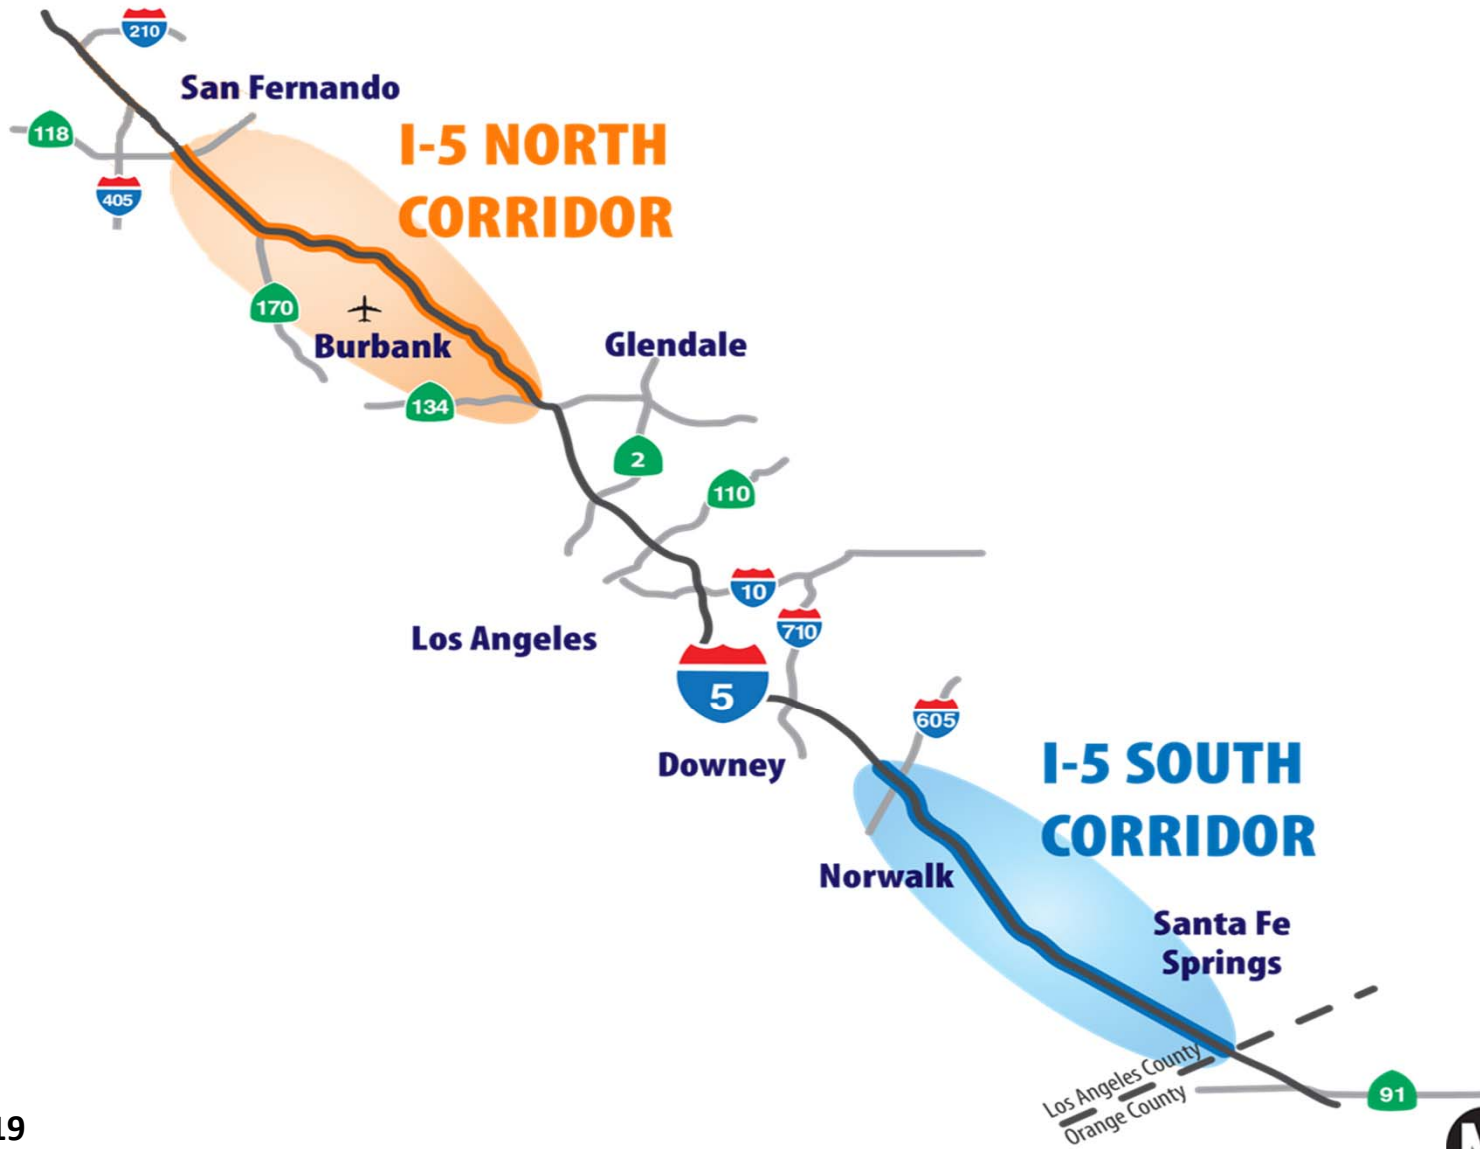 210
San Fernando
118
I-5 NORTH
CORRIDOR
405
170
Burbank
Glendale
134
2
110
10
Los Angeles
710
5
605
Downey
I-5 SOUTH
CORRIDOR
Norwalk
Santa Fe
Springs
Los Angeles County
Orange County
91
19